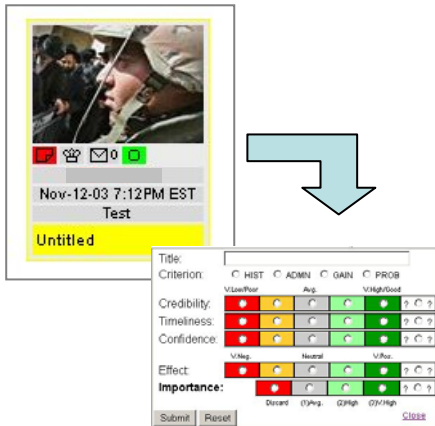 0
Nov-12-03 7:12PM EST
Test
Untitled
Title:
Criterion: HIST ADMN GAIN PROB
V.Low/Poor Avg. V.High/Good
Credibility: ? ?
Timeliness: ? ?
Confidence: ? ?
V.Neg. Neutral V.Pos.
Effect: ? ?
Importance: ? ?
Discard (1)Avg. (2)High (3)V.High
Submit Reset Close